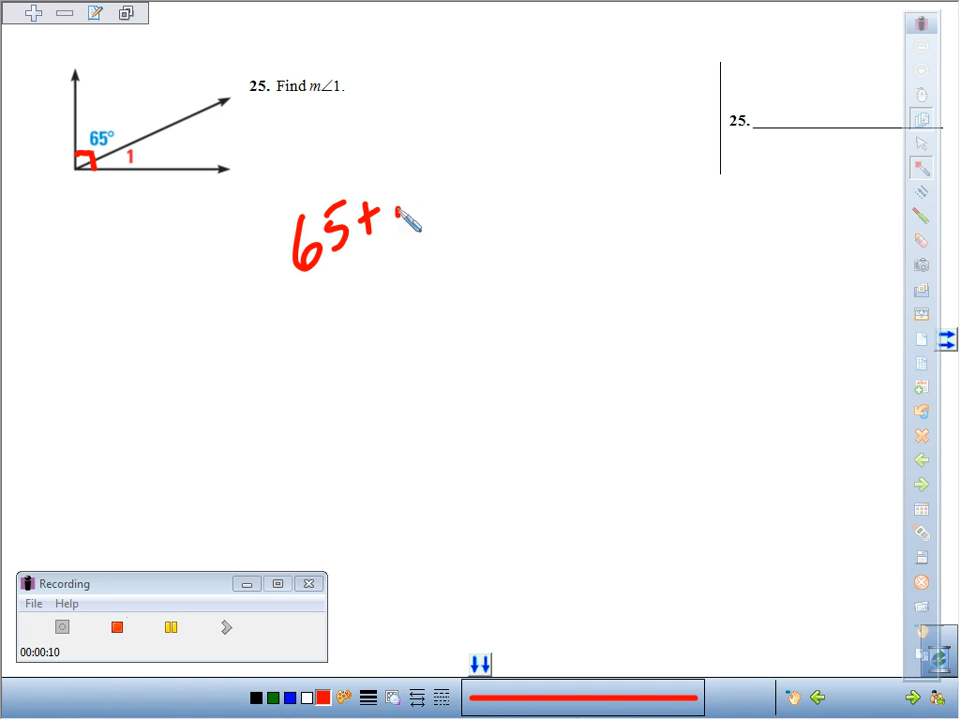 25. Find m∠1.
65°
1
25.
65+
Recording
File Help
00:00:10